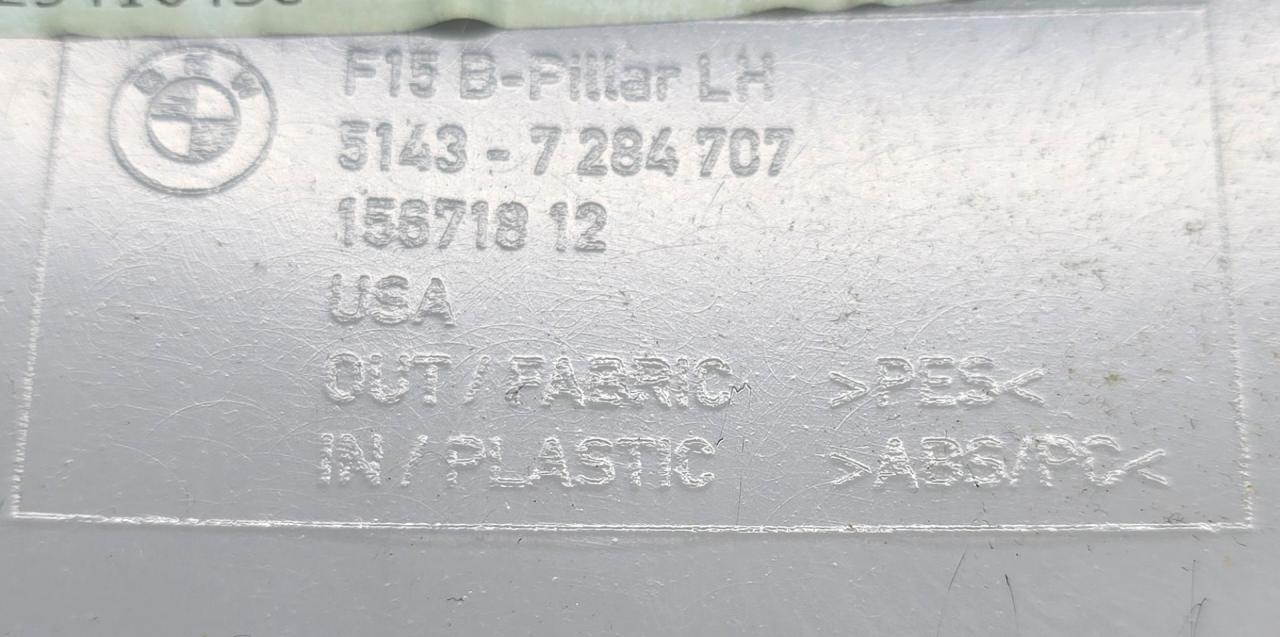 BMW
F15 B-Pillar LH
5143 - 7 284 707
156718 12
USA
OUT / FABRIC >PES<
IN / PLASTIC >ABS/PC<